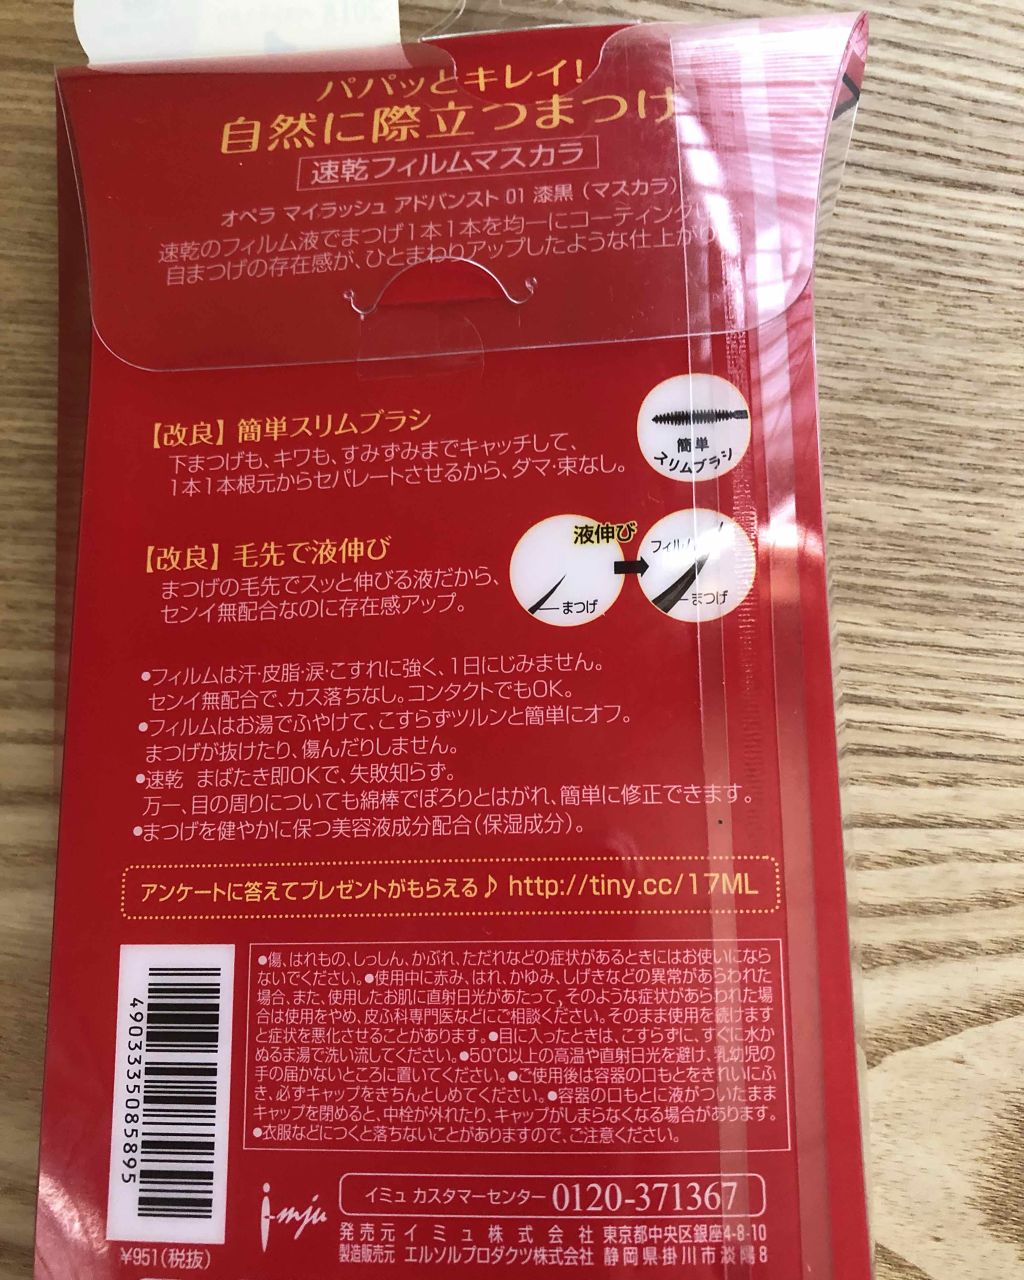 パパッとキレイ!
自然に際立つまつげ
速乾フィルムマスカラ
オペラ マイラッシュ アドバンスト 01 漆黒(マスカラ)
速乾のフィルム液でまつげ1本1本を均一にコーティング
自まつげの存在感が、ひとまわりアップしたような仕上がり
【改良】簡単スリムブラシ
下まつげも、キワも、すみずみまでキャッチして、
1本1本根元からセパレートさせるから、ダマ・束なし。
簡単
スリムブラシ
【改良】毛先で液伸び
まつげの毛先でスッと伸びる液だから、
センイ無配合なのに存在感アップ。
液伸び
まつげ
フィルム
まつげ
●フィルムは汗・皮脂・涙・こすれに強く、1日にじみません。
センイ無配合で、カス落ちなし。コンタクトでもOK。
●フィルムはお湯でふやけて、こすらずツルンと簡単にオフ。
まつげが抜けたり、傷んだりしません。
●速乾 まばたき即OKで、失敗知らず。
万一、目の周りについても綿棒でぽろりとはがれ、簡単に修正できます。
●まつげを健やかに保つ美容液成分配合(保湿成分)。
アンケートに答えてプレゼントがもらえる♪ http://tiny.cc/17ML
●傷、はれもの、しっしん、かぶれ、ただれなどの症状があるときにはお使いになら
ないでください。●使用中に赤み、はれ、かゆみ、しげきなどの異常があらわれた
場合、また、使用したお肌に直射日光があたって、そのような症状があらわれた場
合は使用をやめ、皮ふ科専門医などにご相談ください。そのまま使用を続けます
と症状を悪化させることがあります。●目に入ったときは、こすらずに、すぐに水か
ぬるま湯で洗い流してください。●50℃以上の高温や直射日光を避け、乳幼児の
手の届かないところに置いてください。●ご使用後は容器の口もとをきれいにふ
き、必ずキャップをきちんとしめてください。●容器の口もとに液がついたまま
キャップを閉めると、中栓が外れたり、キャップがしまらなくなる場合があります。
●衣服などにつくと落ちないことがありますので、ご注意ください。
4903335085895
¥951(税抜)
i-mju
イミュ カスタマーセンター 0120-371367
発売元 イミュ株式会社 東京都中央区銀座4-8-10
製造販売元 エルソルプロダクツ株式会社 静岡県掛川市淡陽8